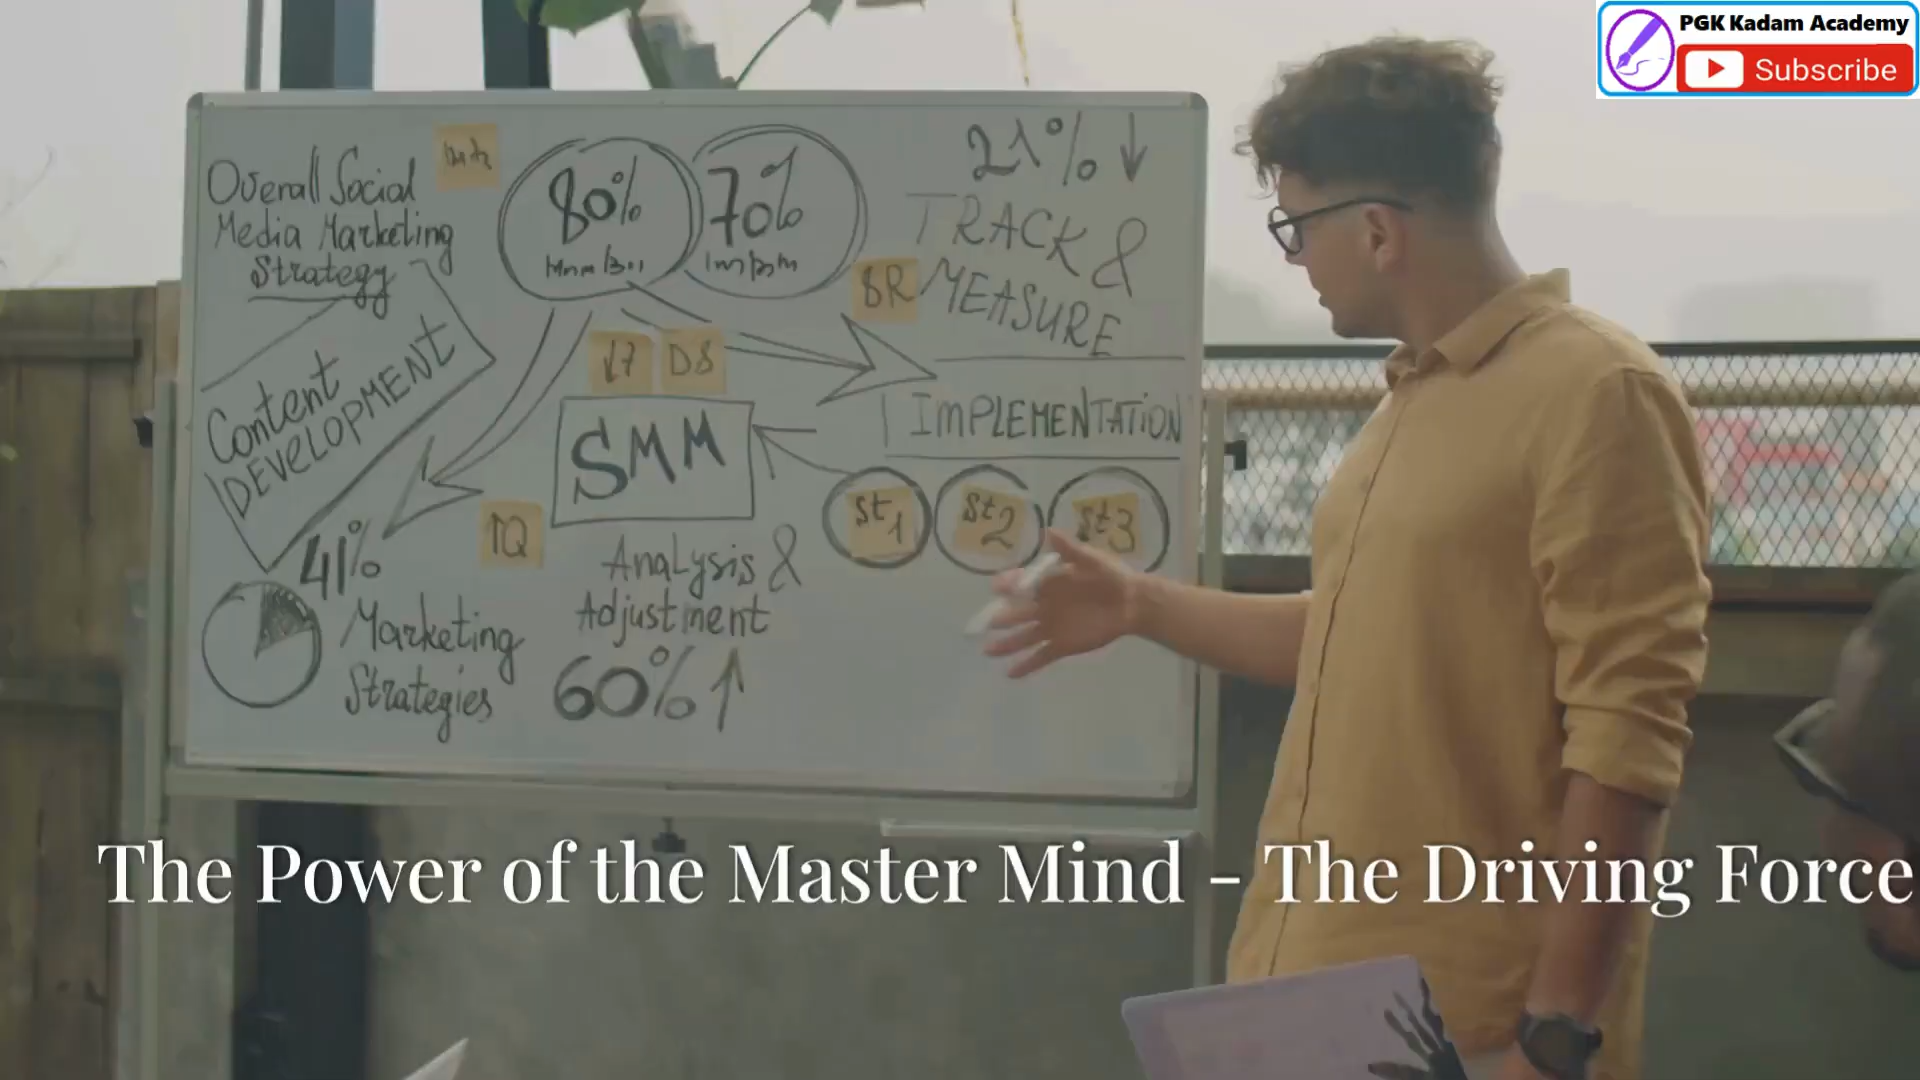 PGK Kadam Academy
Subscribe
Overall Social
Media Marketing
Strategy
80%
70%
21% ↓
TRACK &
MEASURE
BR
D8
Content
DEVELOPMENT
SMM
IMPLEMENTATION
St1
St2
St3
↑Q
41%
Marketing
Strategies
Analysis &
Adjustment
60% ↑
The Power of the Master Mind - The Driving Force